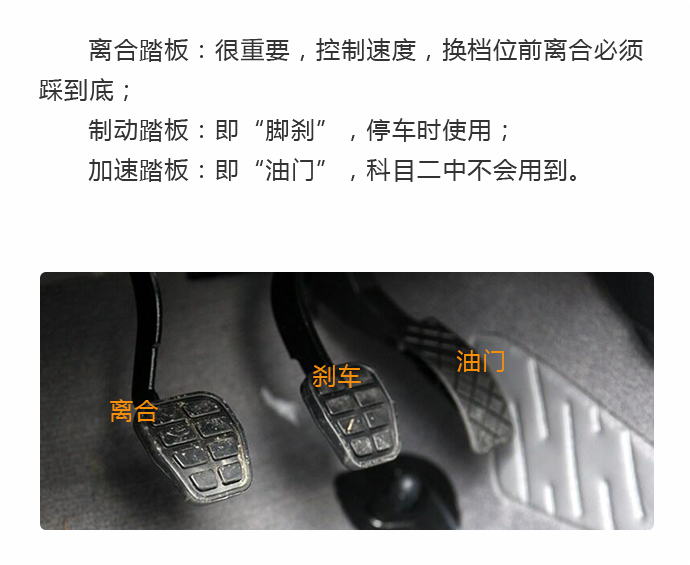 离合踏板：很重要，控制速度，换档位前离合必须
踩到底；
制动踏板：即“脚刹”，停车时使用；
加速踏板：即“油门”，科目二中不会用到。
油门
刹车
离合